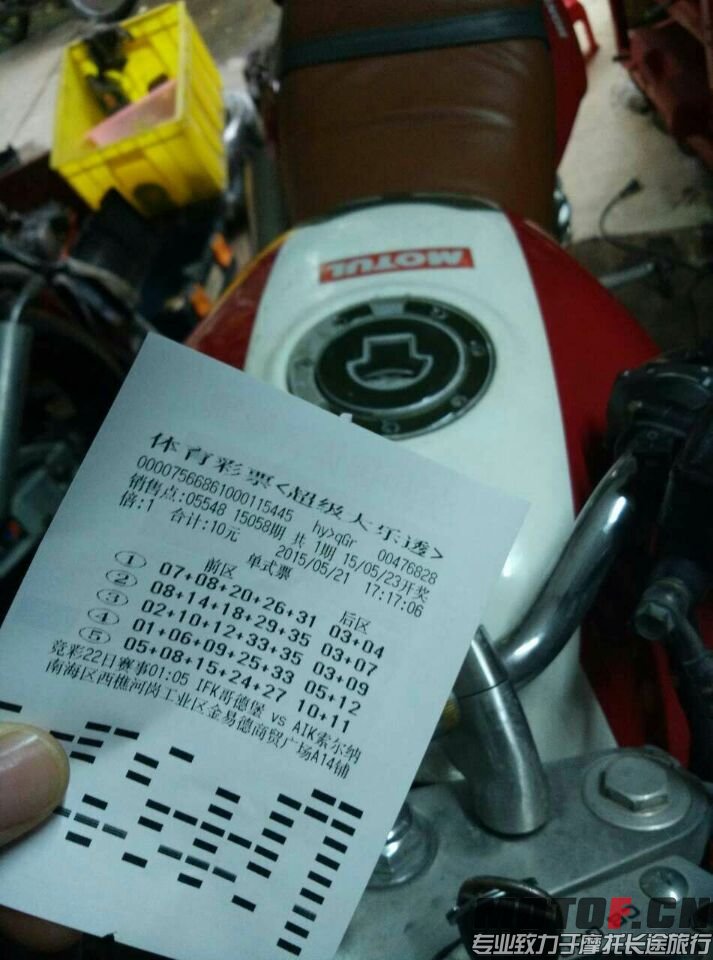 MOTUL
体育彩票<超级大乐透>
00007566861000115445 hy>qGr 00476828
销售点:05548 15058期 共 1期 15/05/23开奖
倍:1 合计:10元 2015/05/21 17:17:06
前区 单式票 后区
① 07+08+20+26+31 03+04
② 08+14+18+29+35 03+07
③ 02+10+12+33+35 03+09
④ 01+06+09+25+33 05+12
⑤ 05+08+15+24+27 10+11
竞彩22日赛事01:05 IFK哥德堡 vs AIK索尔纳
南海区西樵河岗工业区金易德商贸广场A14铺
MOTOF.CN
专业致力于摩托长途旅行